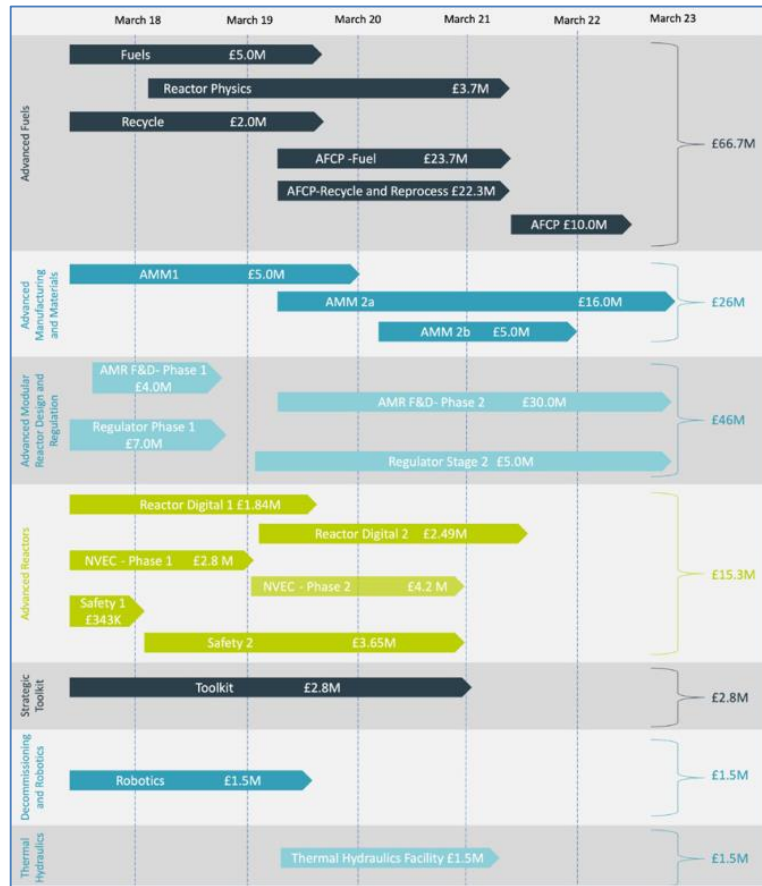 March 18
March 19
March 20
March 21
March 22
March 23
Advanced Fuels
Fuels £5.0M
Reactor Physics £3.7M
Recycle £2.0M
AFCP -Fuel £23.7M
AFCP-Recycle and Reprocess £22.3M
AFCP £10.0M
£66.7M
Advanced
Manufacturing
and Materials
AMM1 £5.0M
AMM 2a £16.0M
AMM 2b £5.0M
£26M
Advanced Modular
Reactor Design and
Regulation
AMR F&D- Phase 1
£4.0M
AMR F&D- Phase 2 £30.0M
Regulator Phase 1
£7.0M
Regulator Stage 2 £5.0M
£46M
Advanced Reactors
Reactor Digital 1 £1.84M
Reactor Digital 2 £2.49M
NVEC - Phase 1 £2.8 M
NVEC - Phase 2 £4.2 M
Safety 1
£343K
Safety 2 £3.65M
£15.3M
Strategic
Toolkit
Toolkit £2.8M
£2.8M
Decommissioning
and Robotics
Robotics £1.5M
£1.5M
Thermal
Hydraulics
Thermal Hydraulics Facility £1.5M
£1.5M